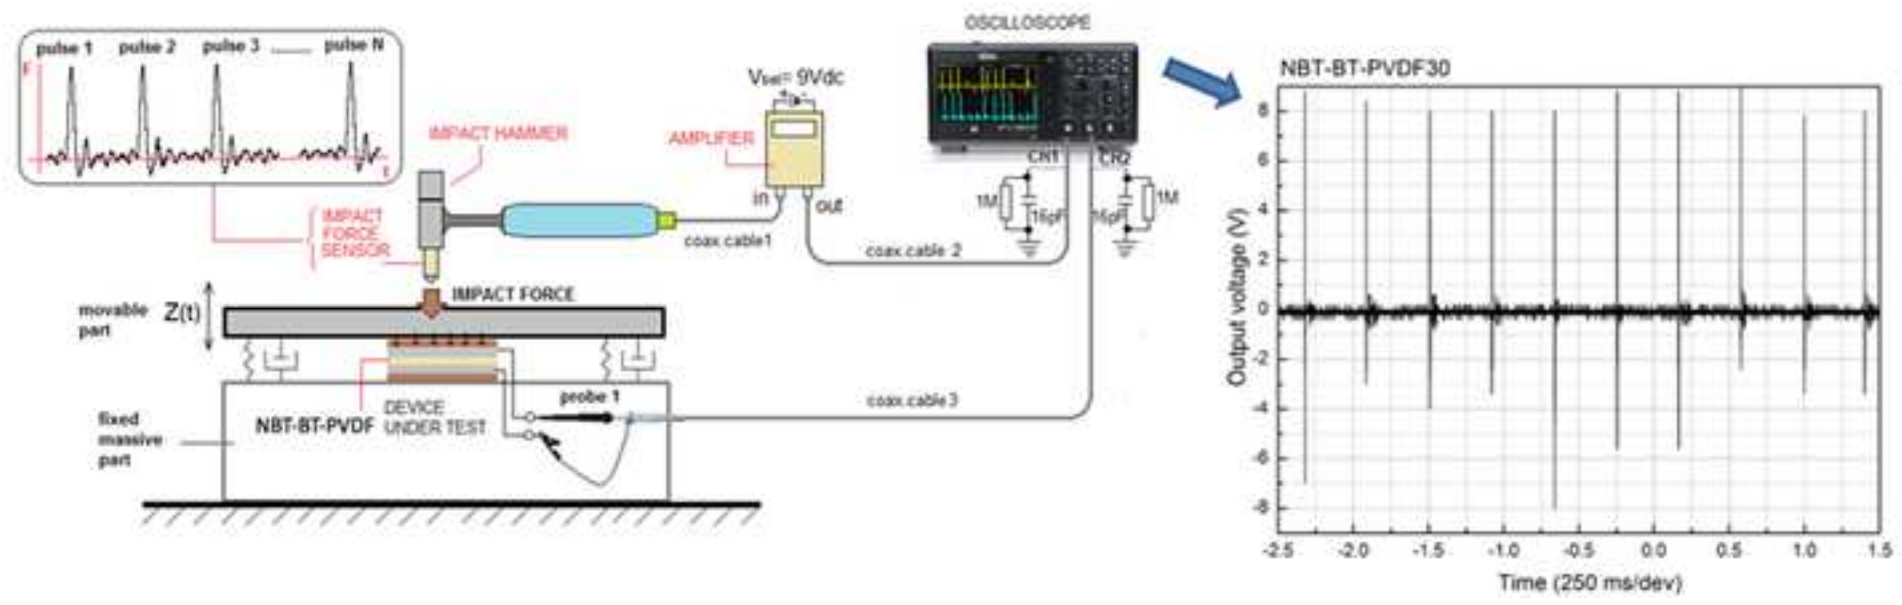 pulse 1 pulse 2 pulse 3 pulse N
F
t
IMPACT
FORCE
SENSOR
IMPACT HAMMER
Vbat= 9Vdc
AMPLIFIER
in
out
coax.cable1
coax.cable 2
OSCILLOSCOPE
CH1
CH2
1M
16pF
16pF
1M
IMPACT FORCE
movable
part
Z(t)
fixed
massive
part
NBT-BT-PVDF
DEVICE
UNDER TEST
probe 1
coax.cable3
NBT-BT-PVDF30
Output voltage (V)
8
6
4
2
0
-2
-4
-6
-8
-2.5 -2.0 -1.5 -1.0 -0.5 0.0 0.5 1.0 1.5
Time (250 ms/dev)